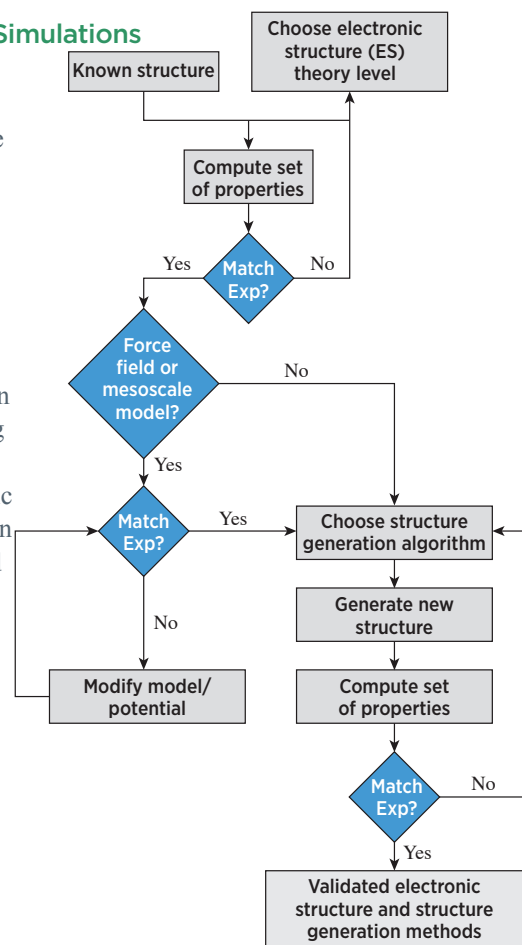 Simulations
Choose electronic
structure (ES)
theory level
Known structure
Compute set
of properties
Yes
Match
Exp?
No
Force
field or
mesoscale
model?
No
Yes
Match
Exp?
Yes
Choose structure
generation algorithm
No
Generate new
structure
Modify model/
potential
Compute set
of properties
Match
Exp?
No
Yes
Validated electronic
structure and structure
generation methods